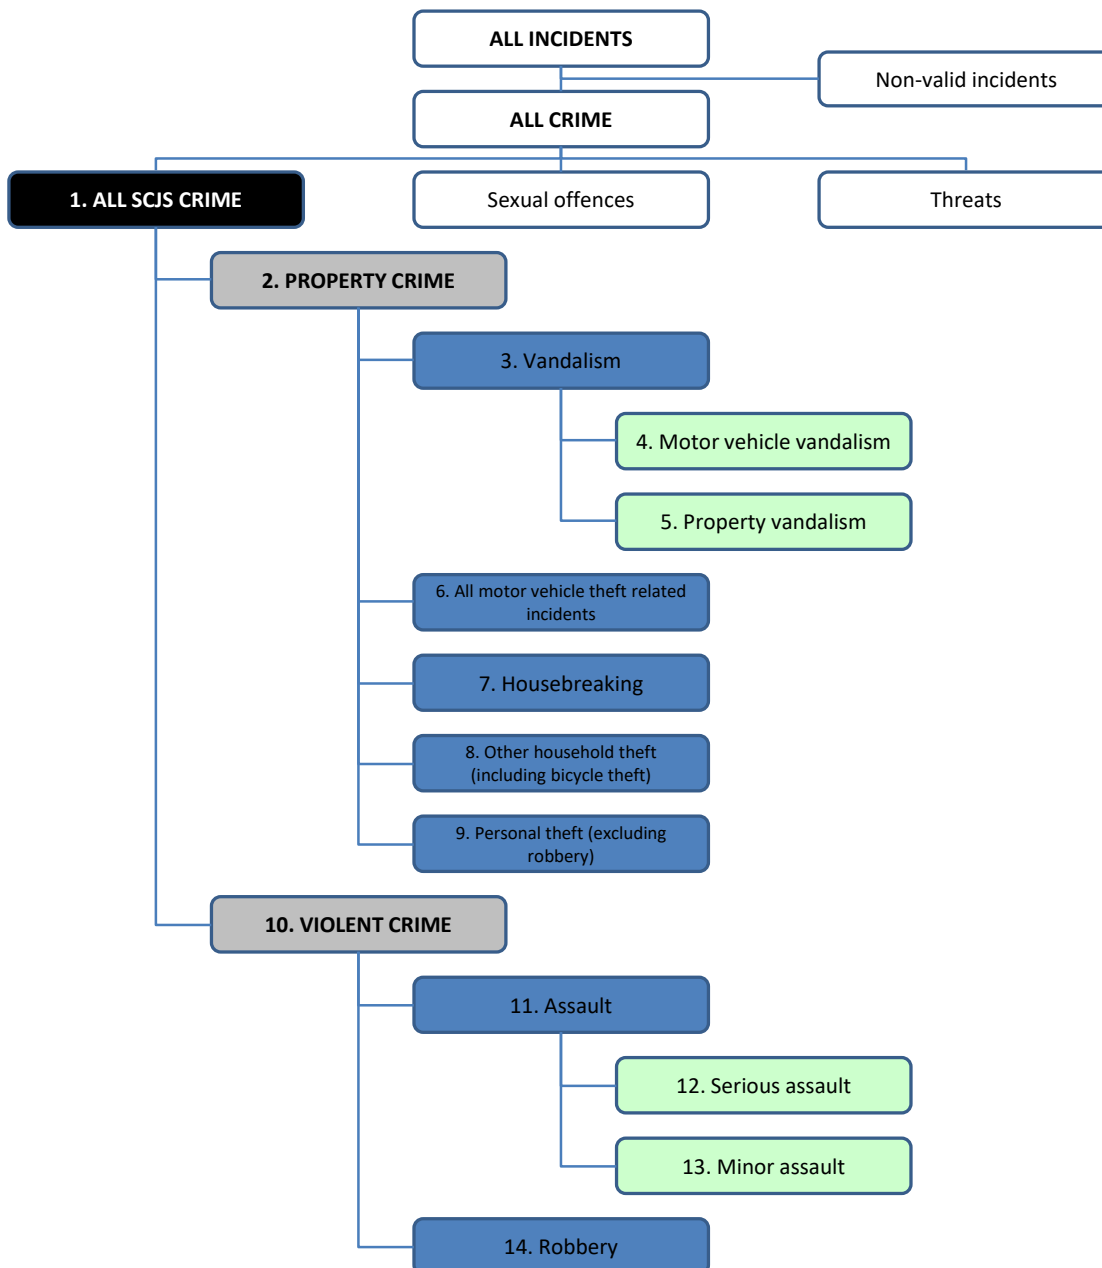 ALL INCIDENTS
Non-valid incidents
ALL CRIME
1. ALL SCJS CRIME
Sexual offences
Threats
2. PROPERTY CRIME
3. Vandalism
4. Motor vehicle vandalism
5. Property vandalism
6. All motor vehicle theft related
incidents
7. Housebreaking
8. Other household theft
(including bicycle theft)
9. Personal theft (excluding
robbery)
10. VIOLENT CRIME
11. Assault
12. Serious assault
13. Minor assault
14. Robbery